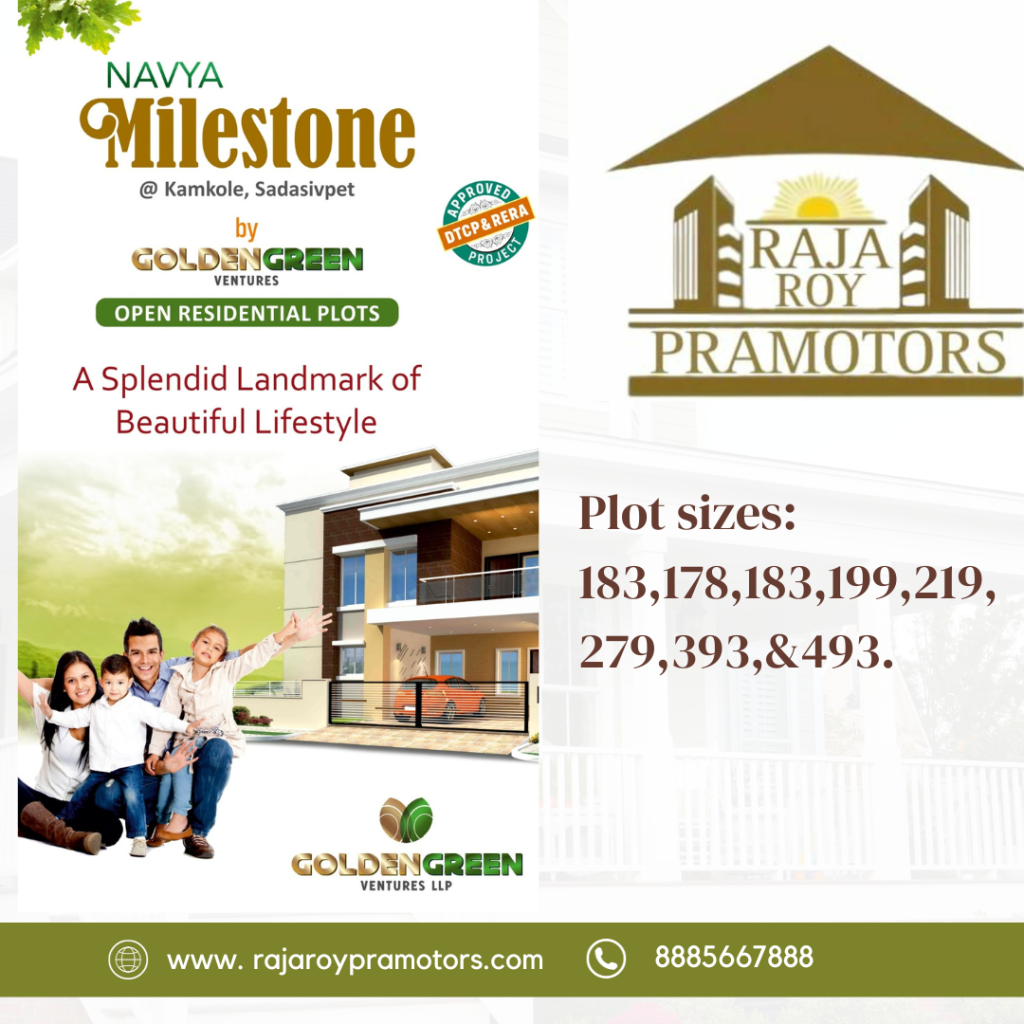 NAVYA
Milestone
@ Kamkole, Sadasivpet
by
GOLDENGREEN
VENTURES
APPROVED
DTCP & RERA
PROJECT
OPEN RESIDENTIAL PLOTS
A Splendid Landmark of
Beautiful Lifestyle
GOLDENGREEN
VENTURES LLP
RAJA
ROY
PRAMOTORS
Plot sizes:
183,178,183,199,219,
279,393,&493.
www. rajaroypramotors.com
8885667888